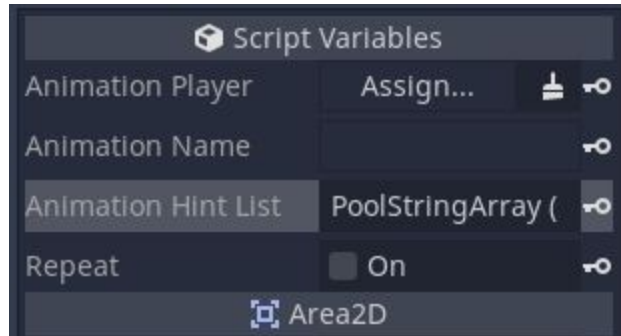 Script Variables
Animation Player Assign...
Animation Name
Animation Hint List PoolStringArray (
Repeat On
Area2D